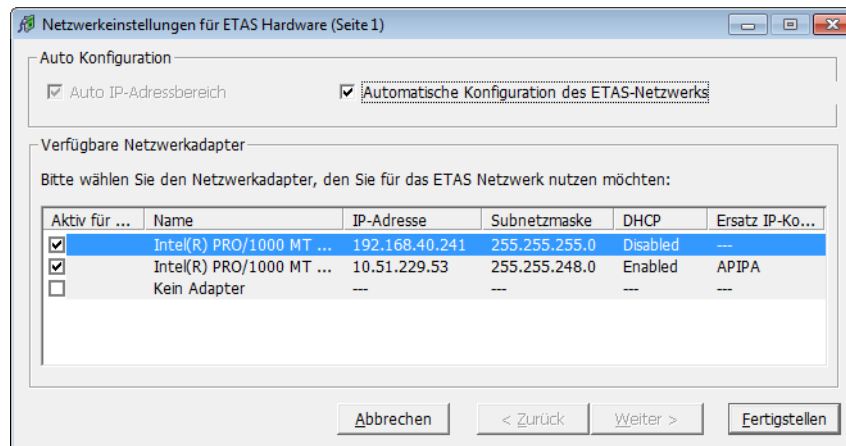 Netzwerkeinstellungen für ETAS Hardware (Seite 1)
Auto Konfiguration
Auto IP-Adressbereich Automatische Konfiguration des ETAS-Netzwerks
Verfügbare Netzwerkadapter
Bitte wählen Sie den Netzwerkadapter, den Sie für das ETAS Netzwerk nutzen möchten:
Aktiv für ... Name IP-Adresse Subnetzmaske DHCP Ersatz IP-Ko...
Intel(R) PRO/1000 MT ... 192.168.40.241 255.255.255.0 Disabled ---
Intel(R) PRO/1000 MT ... 10.51.229.53 255.255.248.0 Enabled APIPA
Kein Adapter --- --- --- ---
Abbrechen < Zurück Weiter > Fertigstellen